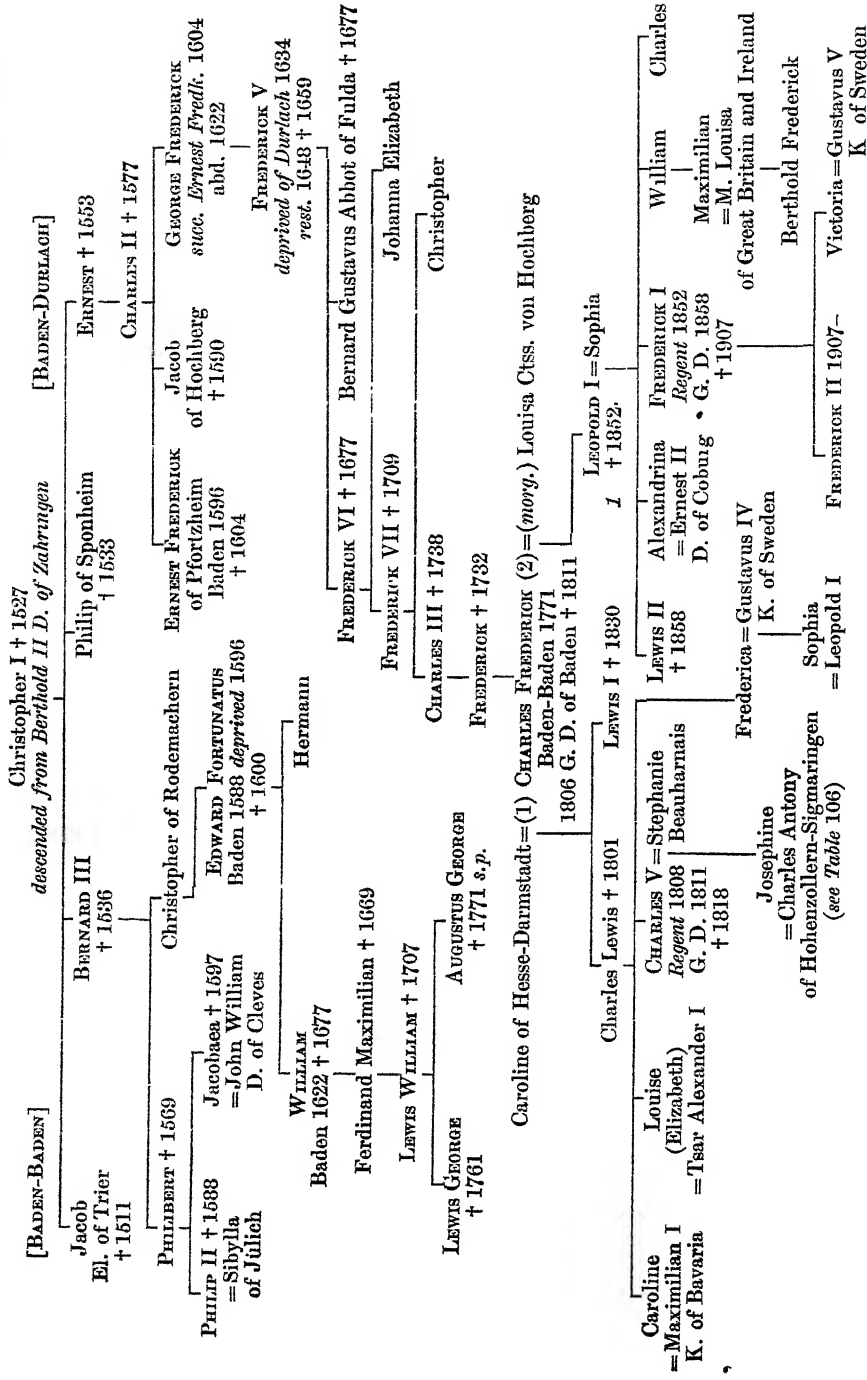 Christopher I † 1527
descended from Berthold II D. of Zahringen
[BADEN-BADEN]
[BADEN-DURLACH]
Jacob
El. of Trier
† 1511
BERNARD III
† 1536
Philip of Sponheim
† 1533
ERNEST † 1553
CHARLES II † 1577
PHILIBERT † 1569
Christopher of Rodemachern
ERNEST FREDERICK
of Pfortzheim
Baden 1596
† 1604
Jacob
of Hochberg
† 1590
GEORGE FREDERICK
succ. Ernest Fredk. 1604
abd. 1622
PHILIP II † 1588
=Sibylla
of Jülich
Jacobaea † 1597
=John William
D. of Cleves
EDWARD FORTUNATUS
Baden 1588 deprived 1596
† 1600
FREDERICK V
deprived of Durlach 1634
rest. 1648 † 1659
WILLIAM
Baden 1622 † 1677
Hermann
FREDERICK VI † 1677
Bernard Gustavus Abbot of Fulda † 1677
Ferdinand Maximilian † 1669
FREDERICK VII † 1709
Johanna Elizabeth
LEWIS WILLIAM † 1707
CHARLES III † 1738
Christopher
LEWIS GEORGE
† 1761
AUGUSTUS GEORGE
† 1771 s.p.
FREDERICK † 1732
Caroline of Hesse-Darmstadt=(1) CHARLES FREDERICK (2)=(morg.) Louisa Ctss. von Hochberg
Baden-Baden 1771
1806 G. D. of Baden † 1811
Charles Lewis † 1801
LEWIS I † 1830
LEOPOLD I=Sophia
1 † 1852
Caroline
=Maximilian I
K. of Bavaria
Louise
(Elizabeth)
=Tsar Alexander I
CHARLES V=Stephanie
Regent 1808 Beauharnais
G. D. 1811
† 1818
Frederica=Gustavus IV
K. of Sweden
LEWIS II
† 1858
Alexandrina
=Ernest II
D. of Coburg
FREDERICK I
Regent 1852
• G. D. 1858
† 1907
William
Charles
Josephine
=Charles Antony
of Hohenzollern-Sigmaringen
(see Table 106)
Sophia
=Leopold I
Maximilian
=M. Louisa
of Great Britain and Ireland
Berthold Frederick
FREDERICK II 1907–
Victoria=Gustavus V
K of Sweden